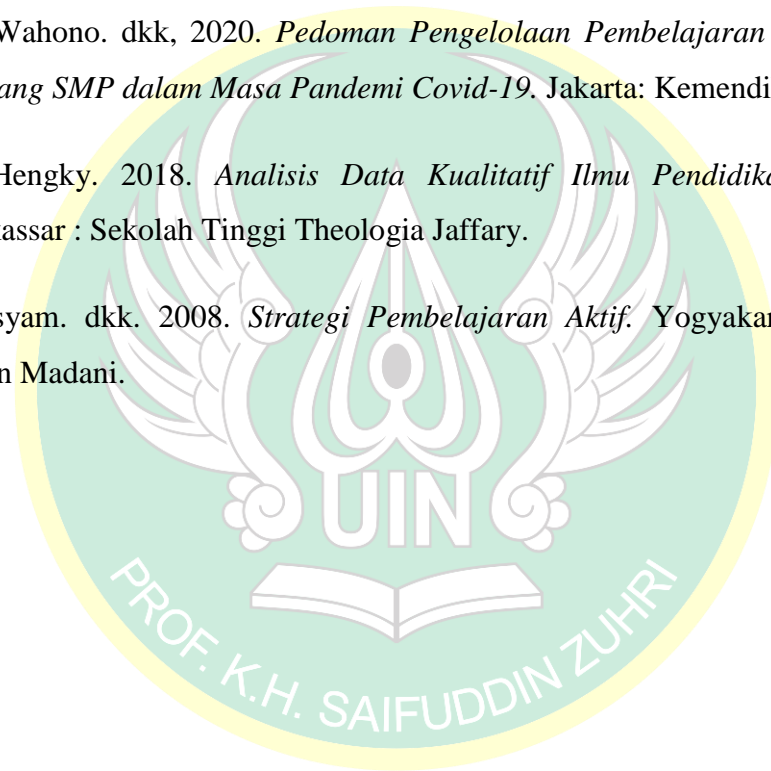 Wahono. dkk, 2020. Pedoman Pengelolaan Pembelajaran
ang SMP dalam Masa Pandemi Covid-19. Jakarta: Kemendi
Hengky. 2018. Analisis Data Kualitatif Ilmu Pendidika
assar : Sekolah Tinggi Theologia Jaffary.
syam. dkk. 2008. Strategi Pembelajaran Aktif. Yogyakar
n Madani.
UIN
PROF. K.H. SAIFUDDIN ZUHRI